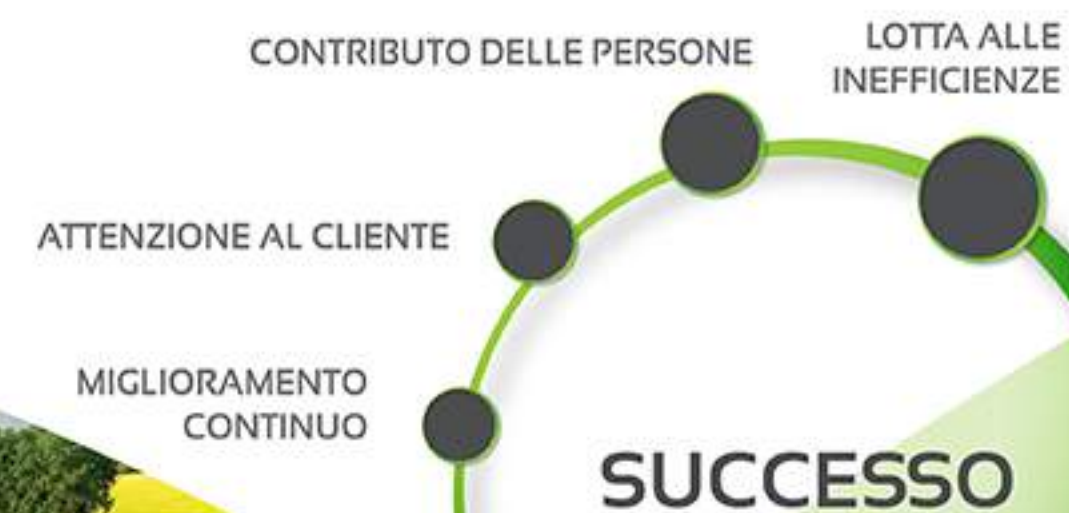 CONTRIBUTO DELLE PERSONE
LOTTA ALLE
INEFFICIENZE
ATTENZIONE AL CLIENTE
MIGLIORAMENTO
CONTINUO
SUCCESSO